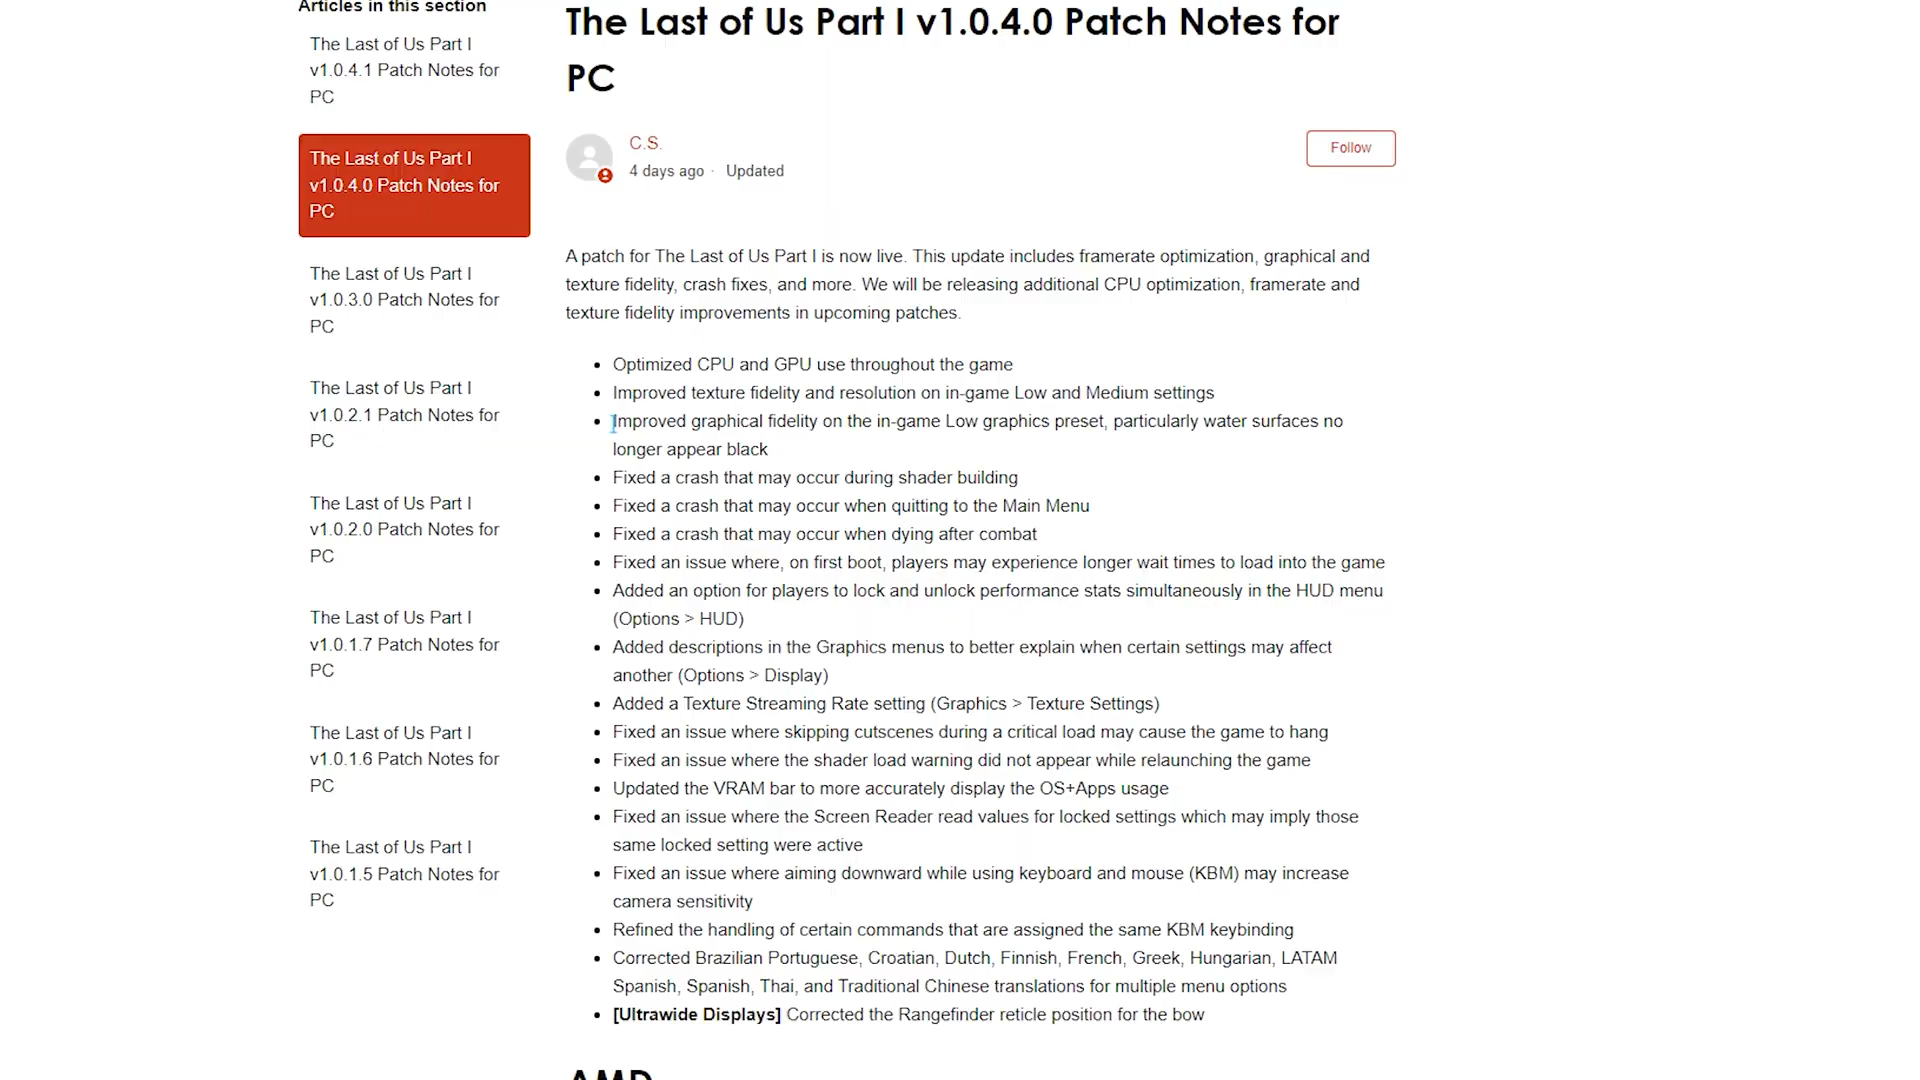 Articles in this section
The Last of Us Part I
v1.0.4.1 Patch Notes for
PC
The Last of Us Part I
v1.0.4.0 Patch Notes for
PC
The Last of Us Part I
v1.0.3.0 Patch Notes for
PC
The Last of Us Part I
v1.0.2.1 Patch Notes for
PC
The Last of Us Part I
v1.0.2.0 Patch Notes for
PC
The Last of Us Part I
v1.0.1.7 Patch Notes for
PC
The Last of Us Part I
v1.0.1.6 Patch Notes for
PC
The Last of Us Part I
v1.0.1.5 Patch Notes for
PC
The Last of Us Part I v1.0.4.0 Patch Notes for
PC
C.S.
4 days ago · Updated
Follow
A patch for The Last of Us Part I is now live. This update includes framerate optimization, graphical and
texture fidelity, crash fixes, and more. We will be releasing additional CPU optimization, framerate and
texture fidelity improvements in upcoming patches.
• Optimized CPU and GPU use throughout the game
• Improved texture fidelity and resolution on in-game Low and Medium settings
• Improved graphical fidelity on the in-game Low graphics preset, particularly water surfaces no
longer appear black
• Fixed a crash that may occur during shader building
• Fixed a crash that may occur when quitting to the Main Menu
• Fixed a crash that may occur when dying after combat
• Fixed an issue where, on first boot, players may experience longer wait times to load into the game
• Added an option for players to lock and unlock performance stats simultaneously in the HUD menu
(Options > HUD)
• Added descriptions in the Graphics menus to better explain when certain settings may affect
another (Options > Display)
• Added a Texture Streaming Rate setting (Graphics > Texture Settings)
• Fixed an issue where skipping cutscenes during a critical load may cause the game to hang
• Fixed an issue where the shader load warning did not appear while relaunching the game
• Updated the VRAM bar to more accurately display the OS+Apps usage
• Fixed an issue where the Screen Reader read values for locked settings which may imply those
same locked setting were active
• Fixed an issue where aiming downward while using keyboard and mouse (KBM) may increase
camera sensitivity
• Refined the handling of certain commands that are assigned the same KBM keybinding
• Corrected Brazilian Portuguese, Croatian, Dutch, Finnish, French, Greek, Hungarian, LATAM
Spanish, Spanish, Thai, and Traditional Chinese translations for multiple menu options
• [Ultrawide Displays] Corrected the Rangefinder reticle position for the bow
AMD